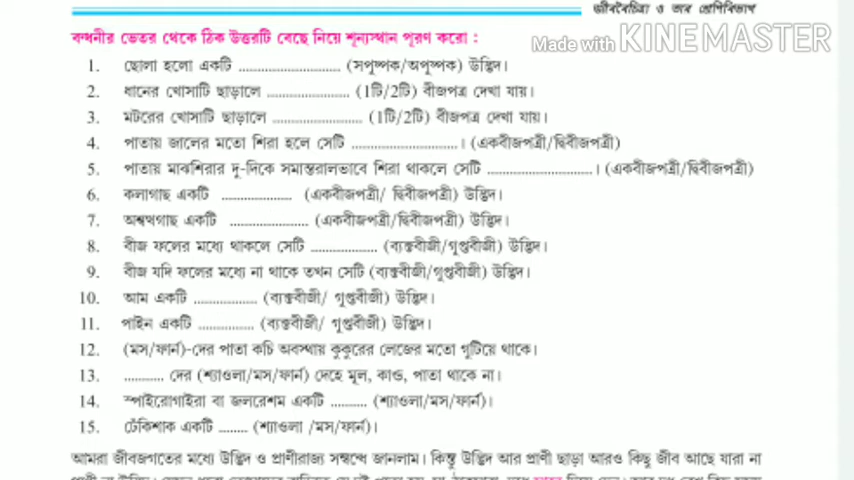 জীববৈচিত্র্য ও তার শ্রেণিবিভাগ
বন্ধনীর ভেতর থেকে ঠিক উত্তরটি বেছে নিয়ে শূন্যস্থান পূরণ করো :
Made with KINEMASTER
1. ছোলা হলো একটি ............................ (সপুষ্পক/অপুষ্পক) উদ্ভিদ।
2. ধানের খোসাটি ছাড়ালে ...................... (1টি/2টি) বীজপত্র দেখা যায়।
3. মটরের খোসাটি ছাড়ালে ........................ (1টি/2টি) বীজপত্র দেখা যায়।
4. পাতায় জালের মতো শিরা হলে সেটি .............................। (একবীজপত্রী/দ্বিবীজপত্রী)
5. পাতায় মাঝশিরার দু-দিকে সমান্তরালভাবে শিরা থাকলে সেটি .............................। (একবীজপত্রী/দ্বিবীজপত্রী)
6. কলাগাছ একটি .................... (একবীজপত্রী/ দ্বিবীজপত্রী) উদ্ভিদ।
7. অশ্বত্থগাছ একটি ...................... (একবীজপত্রী/দ্বিবীজপত্রী) উদ্ভিদ।
8. বীজ ফলের মধ্যে থাকলে সেটি .................. (ব্যক্তবীজী/গুপ্তবীজী) উদ্ভিদ।
9. বীজ যদি ফলের মধ্যে না থাকে তখন সেটি (ব্যক্তবীজী/গুপ্তবীজী) উদ্ভিদ।
10. আম একটি .................. (ব্যক্তবীজী/ গুপ্তবীজী) উদ্ভিদ।
11. পাইন একটি ............... (ব্যক্তবীজী/ গুপ্তবীজী) উদ্ভিদ।
12. (মস/ফার্ন)-দের পাতা কচি অবস্থায় কুকুরের লেজের মতো গুটিয়ে থাকে।
13. ........... দের (শ্যাওলা/মস/ফার্ন) দেহে মূল, কাণ্ড, পাতা থাকে না।
14. স্পাইরোগাইরা বা জলরেশম একটি .......... (শ্যাওলা/মস/ফার্ন)।
15. ঢেঁকিশাক একটি ........ (শ্যাওলা /মস/ফার্ন)।
আমরা জীবজগতের মধ্যে উদ্ভিদ ও প্রাণীরাজ্য সম্বন্ধে জানলাম। কিন্তু উদ্ভিদ আর প্রাণী ছাড়া আরও কিছু জীব আছে যারা না